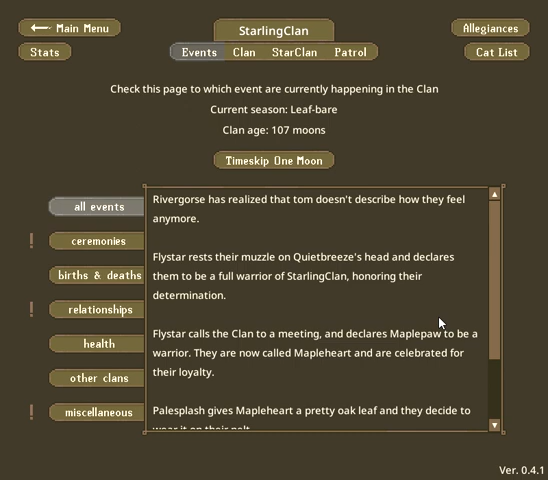 Main Menu
StarlingClan
Allegiances
Stats
Events
Clan
StarClan
Patrol
Cat List
Check this page to which event are currently happening in the Clan
Current season: Leaf-bare
Clan age: 107 moons
Timeskip One Moon
all events
ceremonies
births & deaths
relationships
health
other clans
miscellaneous
Rivergorse has realized that tom doesn't describe how they feel
anymore.
Flystar rests their muzzle on Quietbreeze's head and declares
them to be a full warrior of StarlingClan, honoring their
determination.
Flystar calls the Clan to a meeting, and declares Maplepaw to be a
warrior. They are now called Mapleheart and are celebrated for
their loyalty.
Palesplash gives Mapleheart a pretty oak leaf and they decide to
wear it on their pelt.
Ver. 0.4.1